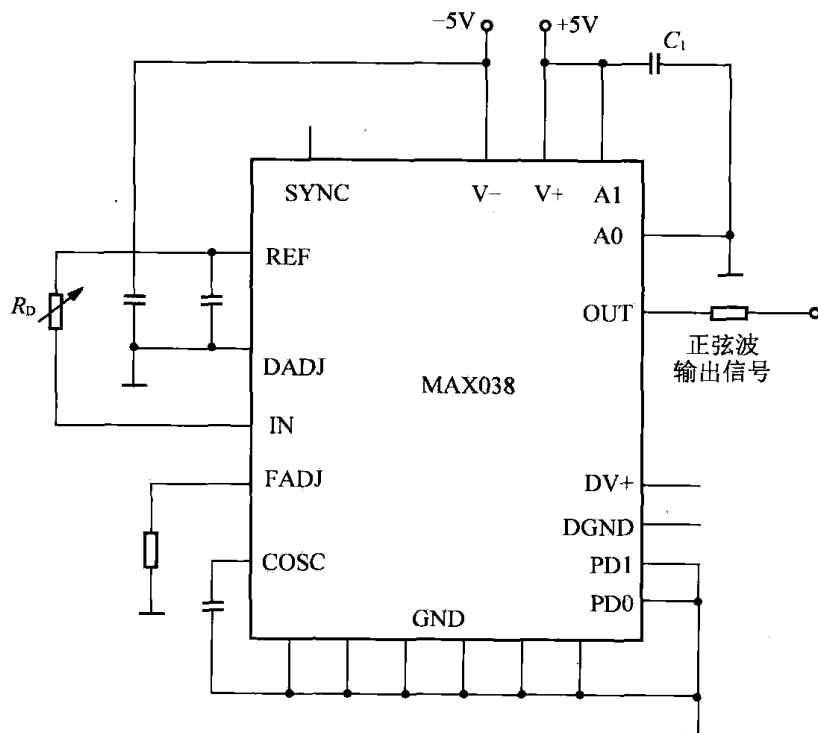 −5V
+5V
C₁
SYNC
V−
V+
A1
A0
REF
R_D
OUT
正弦波
输出信号
DADJ
MAX038
IN
FADJ
DV+
DGND
COSC
PD1
PD0
GND